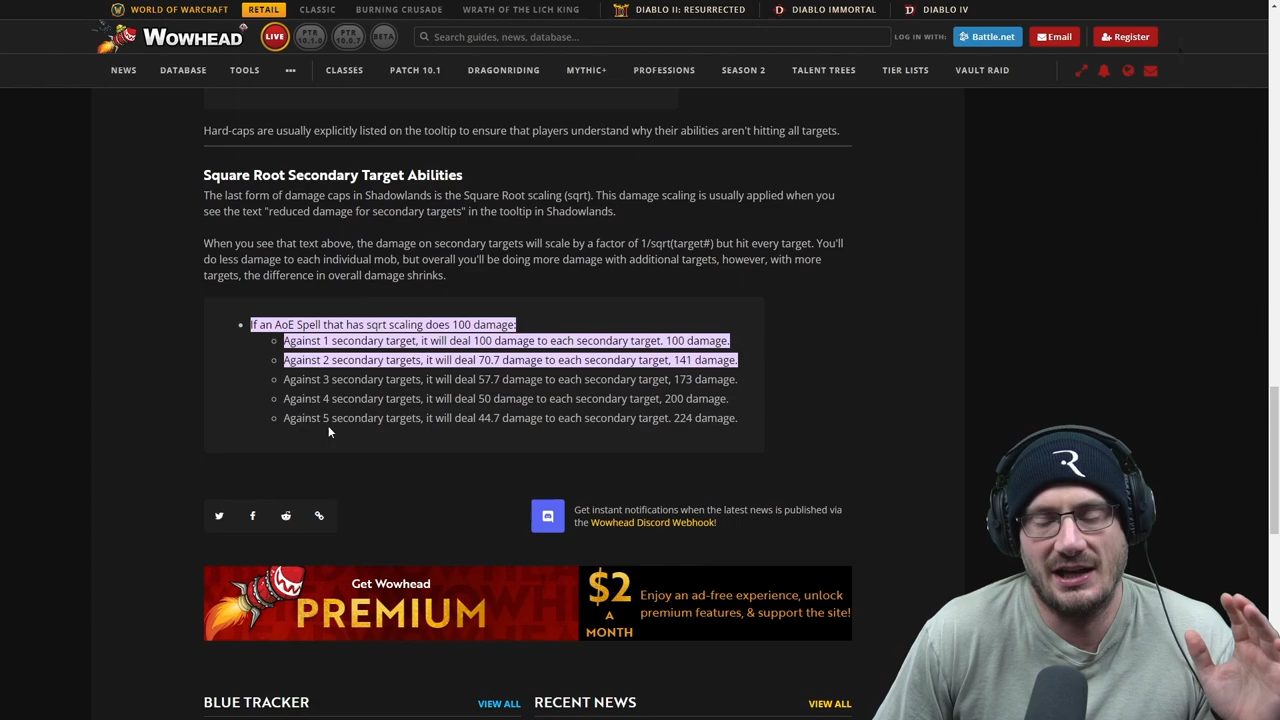 WORLD OF WARCRAFT RETAIL CLASSIC BURNING CRUSADE WRATH OF THE LICH KING DIABLO II: RESURRECTED DIABLO IMMORTAL DIABLO IV
Wowhead LIVE PTR 10.1.0 PTR 10.0.7 BETA Search guides, news, database... LOG IN WITH: Battle.net Email Register
NEWS DATABASE TOOLS ••• CLASSES PATCH 10.1 DRAGONRIDING MYTHIC+ PROFESSIONS SEASON 2 TALENT TREES TIER LISTS VAULT RAID
Hard-caps are usually explicitly listed on the tooltip to ensure that players understand why their abilities aren't hitting all targets.
Square Root Secondary Target Abilities
The last form of damage caps in Shadowlands is the Square Root scaling (sqrt). This damage scaling is usually applied when you
see the text "reduced damage for secondary targets" in the tooltip in Shadowlands.
When you see that text above, the damage on secondary targets will scale by a factor of 1/sqrt(target#) but hit every target. You'll
do less damage to each individual mob, but overall you'll be doing more damage with additional targets, however, with more
targets, the difference in overall damage shrinks.
If an AoE Spell that has sqrt scaling does 100 damage:
Against 1 secondary target, it will deal 100 damage to each secondary target. 100 damage.
Against 2 secondary targets, it will deal 70.7 damage to each secondary target, 141 damage.
Against 3 secondary targets, it will deal 57.7 damage to each secondary target, 173 damage.
Against 4 secondary targets, it will deal 50 damage to each secondary target, 200 damage.
Against 5 secondary targets, it will deal 44.7 damage to each secondary target. 224 damage.
Get instant notifications when the latest news is published via
the Wowhead Discord Webhook!
Get Wowhead
PREMIUM
$2
A
MONTH
Enjoy an ad-free experience, unlock
premium features, & support the site!
BLUE TRACKER VIEW ALL RECENT NEWS VIEW ALL